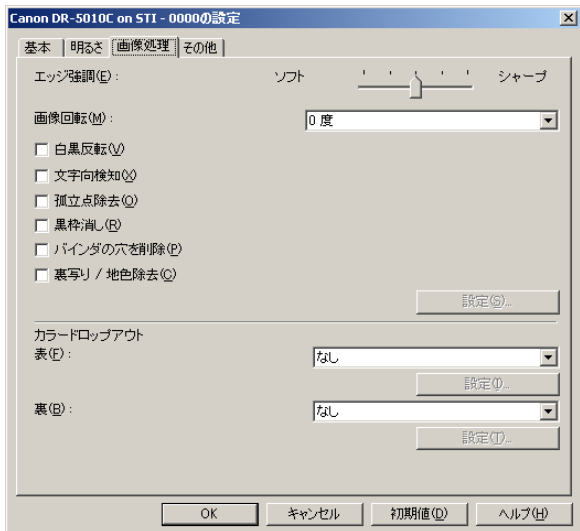 Canon DR-5010C on STI - 0000の設定
基本 明るさ 画像処理 その他
エッジ強調(E): ソフト シャープ
画像回転(M): 0 度
白黒反転(V)
文字向検知(X)
孤立点除去(O)
黒枠消し(R)
バインダの穴を削除(P)
裏写り / 地色除去(C)
設定(S)...
カラードロップアウト
表(F): なし
設定(I)...
裏(B): なし
設定(T)...
OK キャンセル 初期値(D) ヘルプ(H)